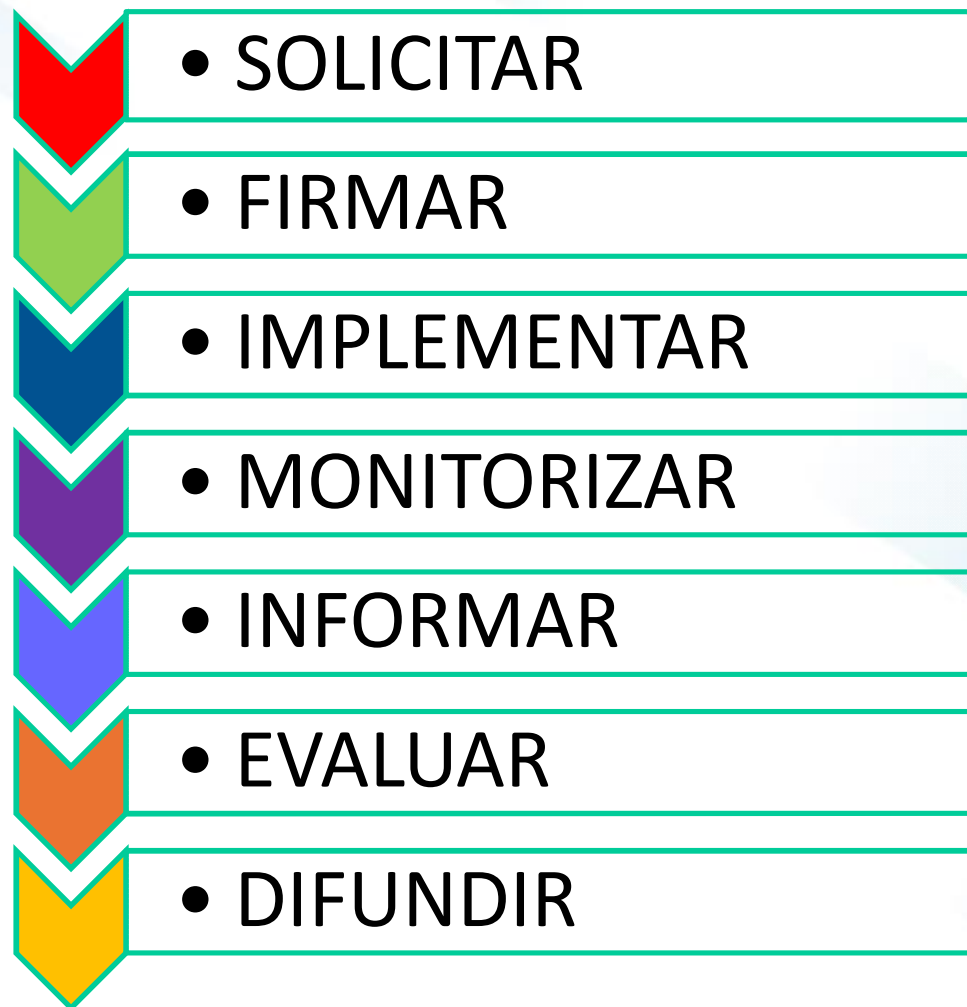 • SOLICITAR
• FIRMAR
• IMPLEMENTAR
• MONITORIZAR
• INFORMAR
• EVALUAR
• DIFUNDIR